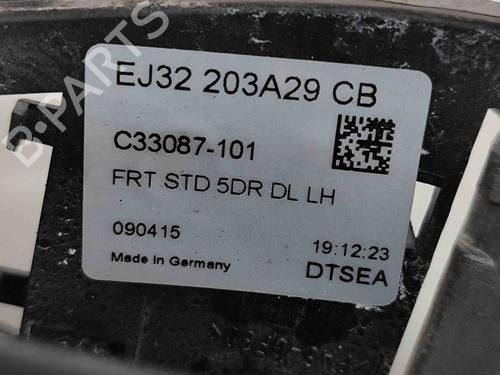 EJ32 203A29 CB
C33087-101
FRT STD 5DR DL LH
090415
19:12:23
Made in Germany
DTSEA
B-PARTS